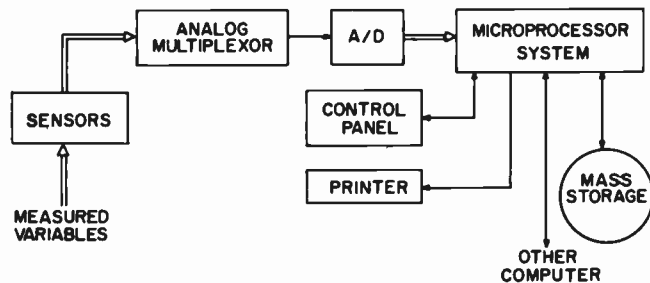 ANALOG
MULTIPLEXOR
A/D
MICROPROCESSOR
SYSTEM
SENSORS
CONTROL
PANEL
PRINTER
MASS
STORAGE
MEASURED
VARIABLES
OTHER
COMPUTER